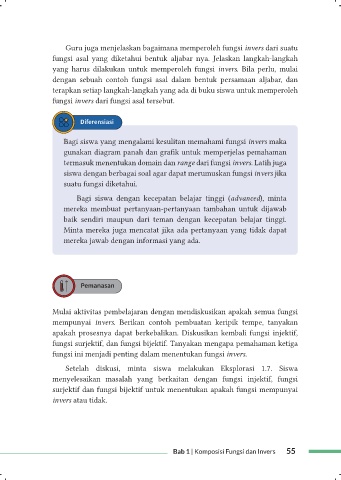 Guru juga menjelaskan bagaimana memperoleh fungsi invers dari suatu
fungsi asal yang diketahui bentuk aljabar nya. Jelaskan langkah-langkah
yang harus dilakukan untuk memperoleh fungsi invers. Bila perlu, mulai
dengan sebuah contoh fungsi asal dalam bentuk persamaan aljabar, dan
terapkan setiap langkah-langkah yang ada di buku siswa untuk memperoleh
fungsi invers dari fungsi asal tersebut.
Diferensiasi
Bagi siswa yang mengalami kesulitan memahami fungsi invers maka
gunakan diagram panah dan grafik untuk memperjelas pemahaman
termasuk menentukan domain dan range dari fungsi invers. Latih juga
siswa dengan berbagai soal agar dapat merumuskan fungsi invers jika
suatu fungsi diketahui.
Bagi siswa dengan kecepatan belajar tinggi (advanced), minta
mereka membuat pertanyaan-pertanyaan tambahan untuk dijawab
baik sendiri maupun dari teman dengan kecepatan belajar tinggi.
Minta mereka juga mencatat jika ada pertanyaan yang tidak dapat
mereka jawab dengan informasi yang ada.
Pemanasan
Mulai aktivitas pembelajaran dengan mendiskusikan apakah semua fungsi
mempunyai invers. Berikan contoh pembuatan keripik tempe, tanyakan
apakah prosesnya dapat berkebalikan. Diskusikan kembali fungsi injektif,
fungsi surjektif, dan fungsi bijektif. Tanyakan mengapa pemahaman ketiga
fungsi ini menjadi penting dalam menentukan fungsi invers.
Setelah diskusi, minta siswa melakukan Eksplorasi 1.7. Siswa
menyelesaikan masalah yang berkaitan dengan fungsi injektif, fungsi
surjektif dan fungsi bijektif untuk menentukan apakah fungsi mempunyai
invers atau tidak.
Bab 1 | Komposisi Fungsi dan Invers 55